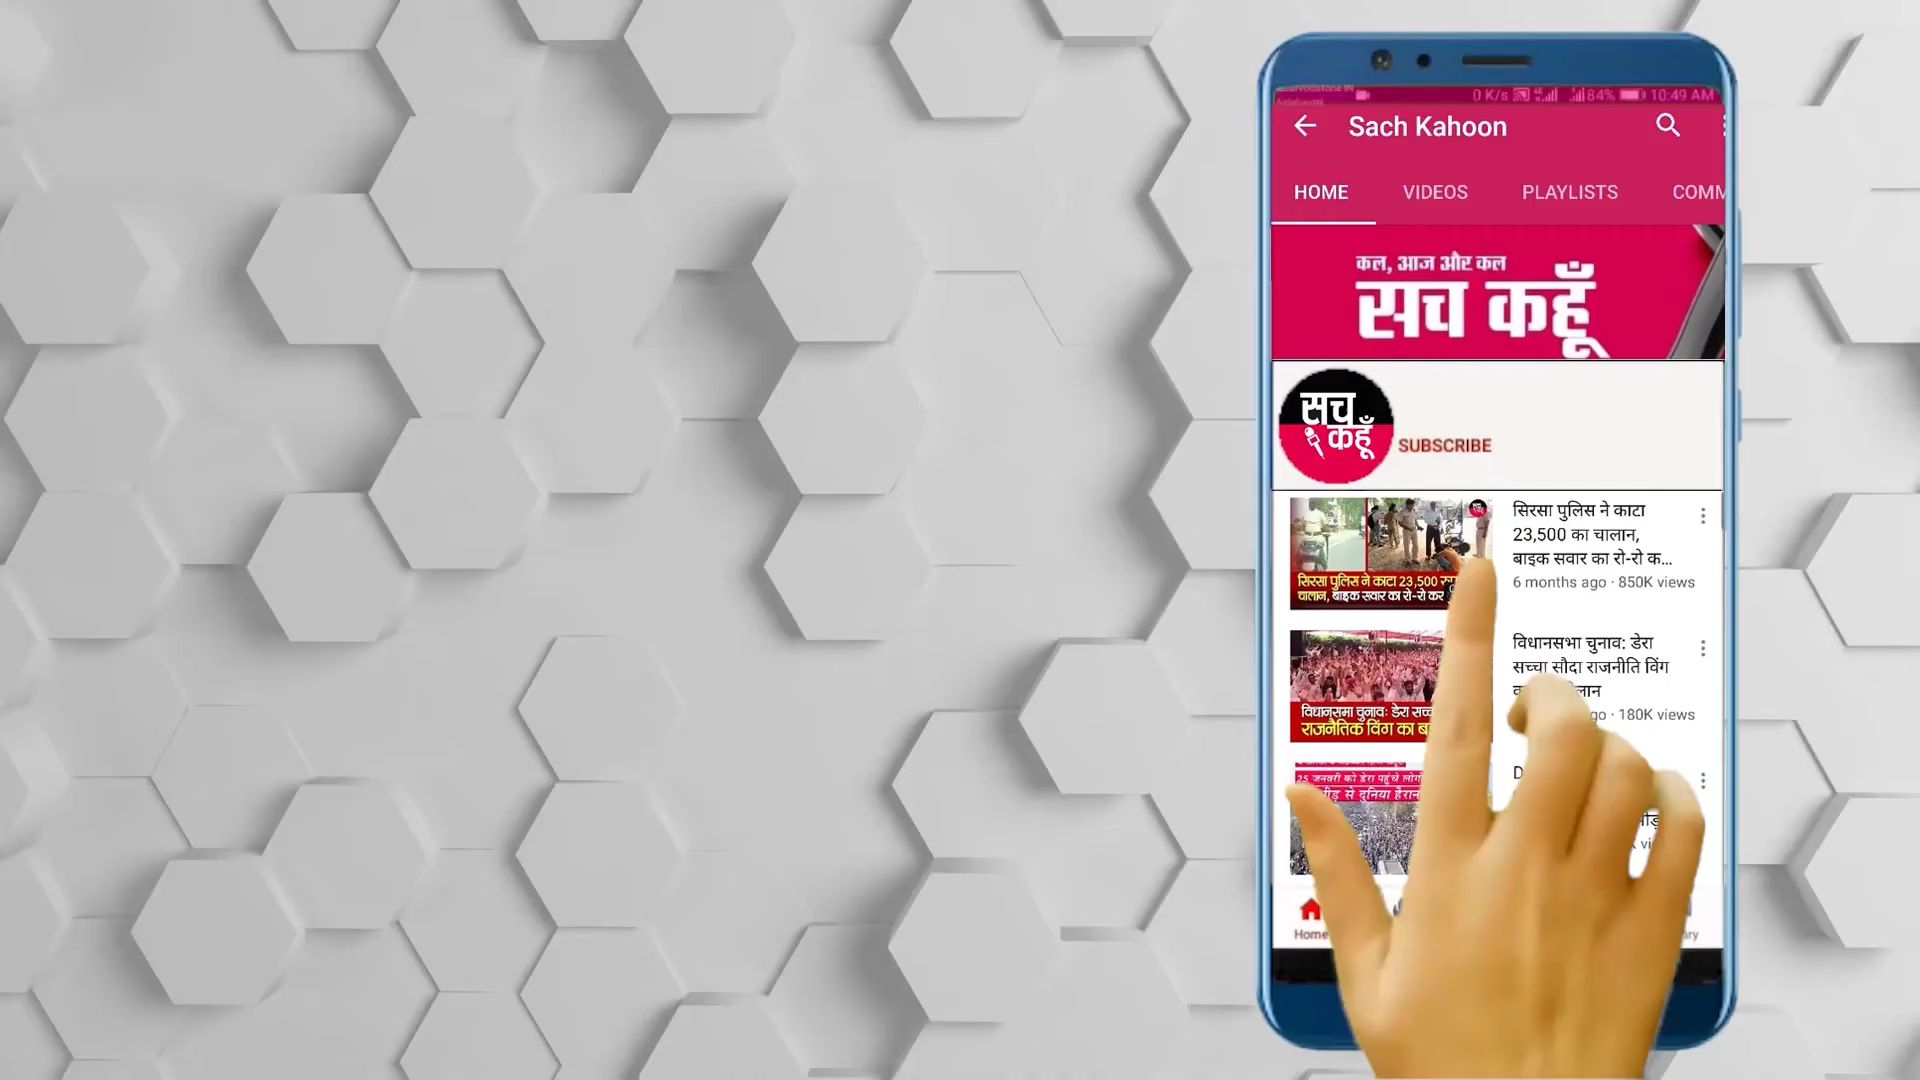 0 K/s 84% 10:49 AM
Sach Kahoon
HOME VIDEOS PLAYLISTS COMM
कल, आज और कल
सच कहूँ
सच
कहूँ
SUBSCRIBE
सिरसा पुलिस ने काटा 23,500
चालान, बाइक सवार का रो-रो कर
सिरसा पुलिस ने काटा
23,500 का चालान,
बाइक सवार का रो-रो क...
6 months ago · 850K views
विधानसभा चुनाव: डेरा
राजनैतिक विंग का
विधानसभा चुनाव: डेरा
सच्चा सौदा राजनीति विंग
go · 180K views
25 जनवरी को डेरा पहुंचे
से दुनिया हैरान
Home